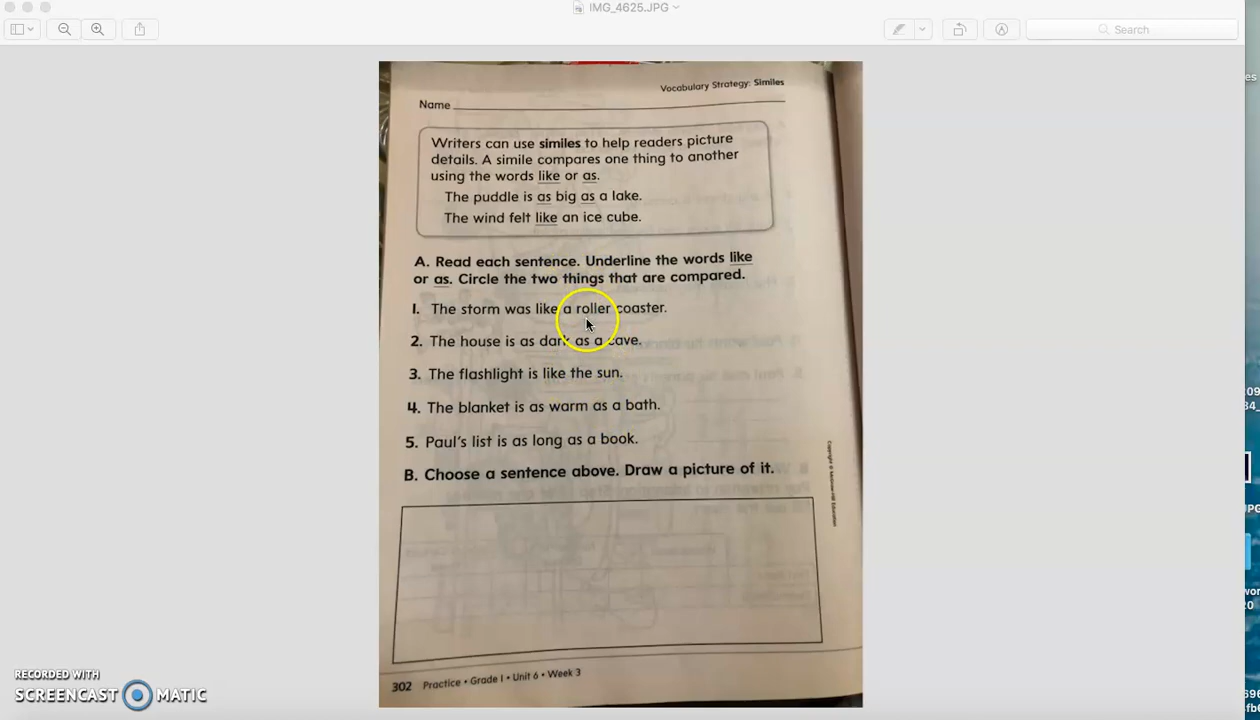 IMG_4625.JPG
Search
Vocabulary Strategy: Similes
Name
Writers can use similes to help readers picture
details. A simile compares one thing to another
using the words like or as.
The puddle is as big as a lake.
The wind felt like an ice cube.
A. Read each sentence. Underline the words like
or as. Circle the two things that are compared.
1. The storm was like a roller coaster.
2. The house is as dark as a cave.
3. The flashlight is like the sun.
4. The blanket is as warm as a bath.
5. Paul's list is as long as a book.
B. Choose a sentence above. Draw a picture of it.
Copyright © McGraw-Hill Education
302 Practice • Grade 1 • Unit 6 • Week 3
RECORDED WITH
SCREENCAST MATIC